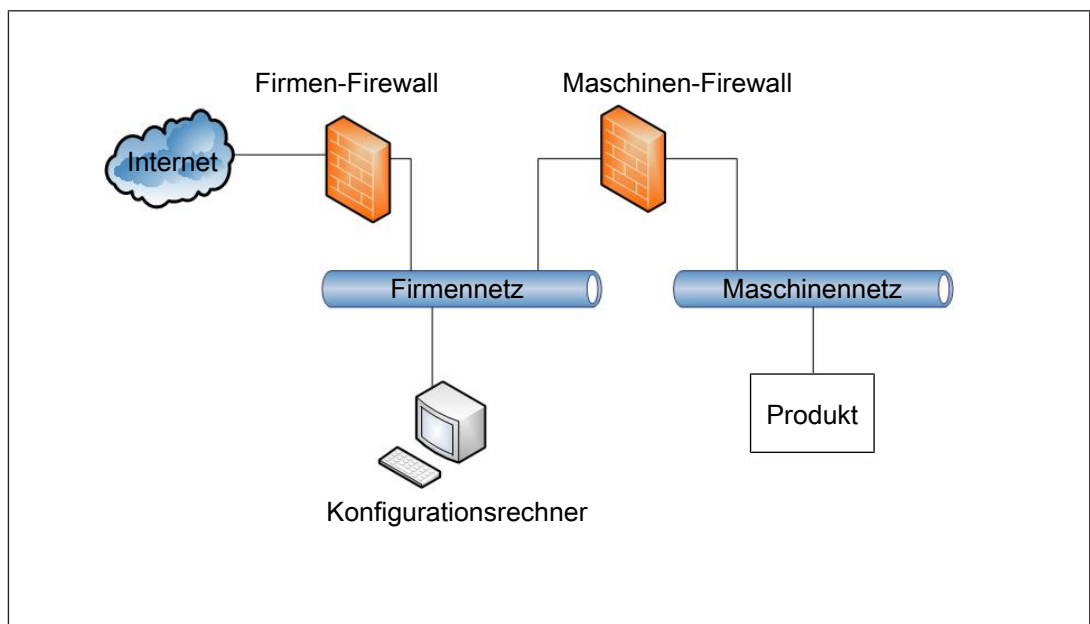 Firmen-Firewall
Maschinen-Firewall
Internet
Firmennetz
Maschinennetz
Produkt
Konfigurationsrechner